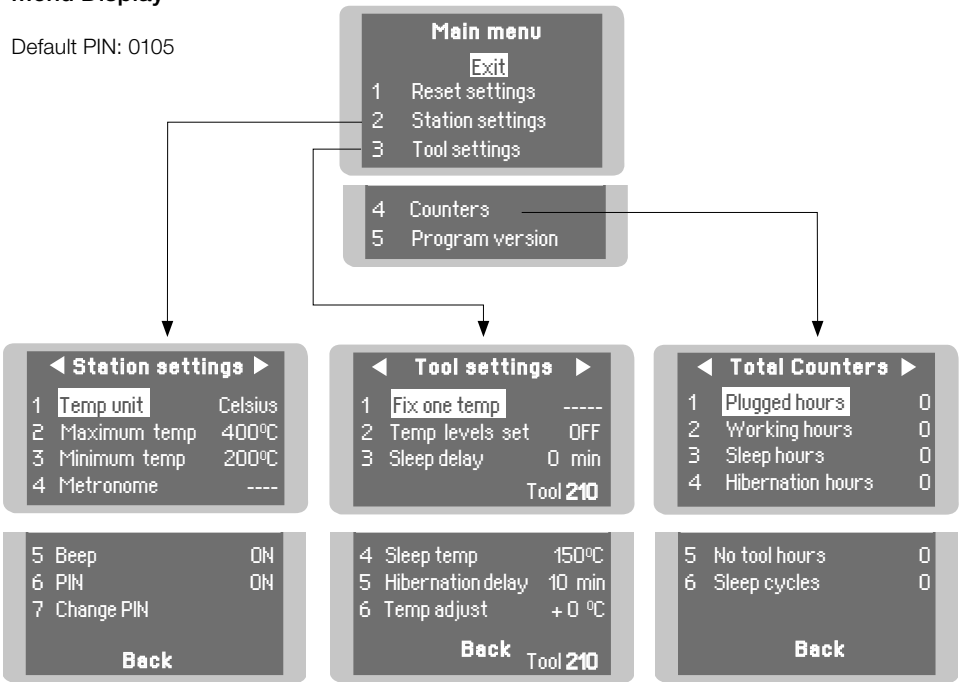 Menu Display
Default PIN: 0105
Main menu
Exit
1 Reset settings
2 Station settings
3 Tool settings
4 Counters
5 Program version
◀ Station settings ▶
1 Temp unit Celsius
2 Maximum temp 400ºC
3 Minimum temp 200ºC
4 Metronome ----
5 Beep ON
6 PIN ON
7 Change PIN
Back
◀ Tool settings ▶
1 Fix one temp -----
2 Temp levels set OFF
3 Sleep delay 0 min
Tool 210
4 Sleep temp 150ºC
5 Hibernation delay 10 min
6 Temp adjust +0 ºC
Back
Tool 210
◀ Total Counters ▶
1 Plugged hours 0
2 Working hours 0
3 Sleep hours 0
4 Hibernation hours 0
5 No tool hours 0
6 Sleep cycles 0
Back